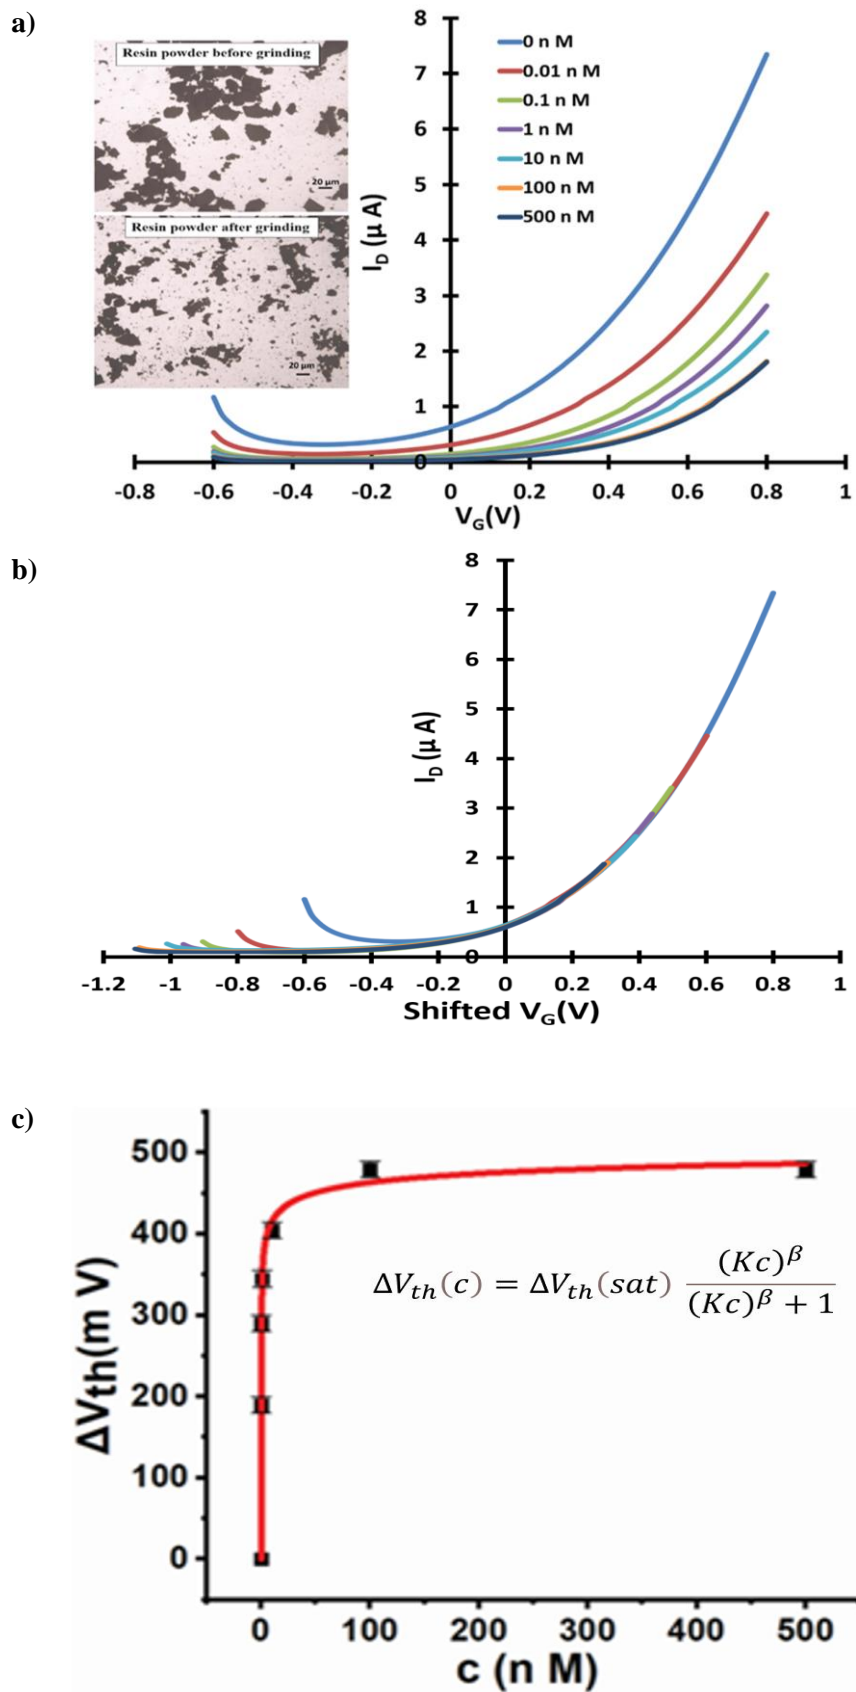 a)
Resin powder before grinding
20 μm
Resin powder after grinding
20 μm
8
7
6
5
4
3
2
1
0
I_D (μ A)
0 n M
0.01 n M
0.1 n M
1 n M
10 n M
100 n M
500 n M
-0.8 -0.6 -0.4 -0.2 0 0.2 0.4 0.6 0.8 1
V_G(V)
b)
8
7
6
5
4
3
2
1
0
I_D (μ A)
-1.2 -1 -0.8 -0.6 -0.4 -0.2 0 0.2 0.4 0.6 0.8 1
Shifted V_G(V)
c)
500
400
300
200
100
0
ΔV_th(m V)
ΔV_th(c) = ΔV_th(sat) (Kc)^β / (Kc)^β + 1
0 100 200 300 400 500
c (n M)